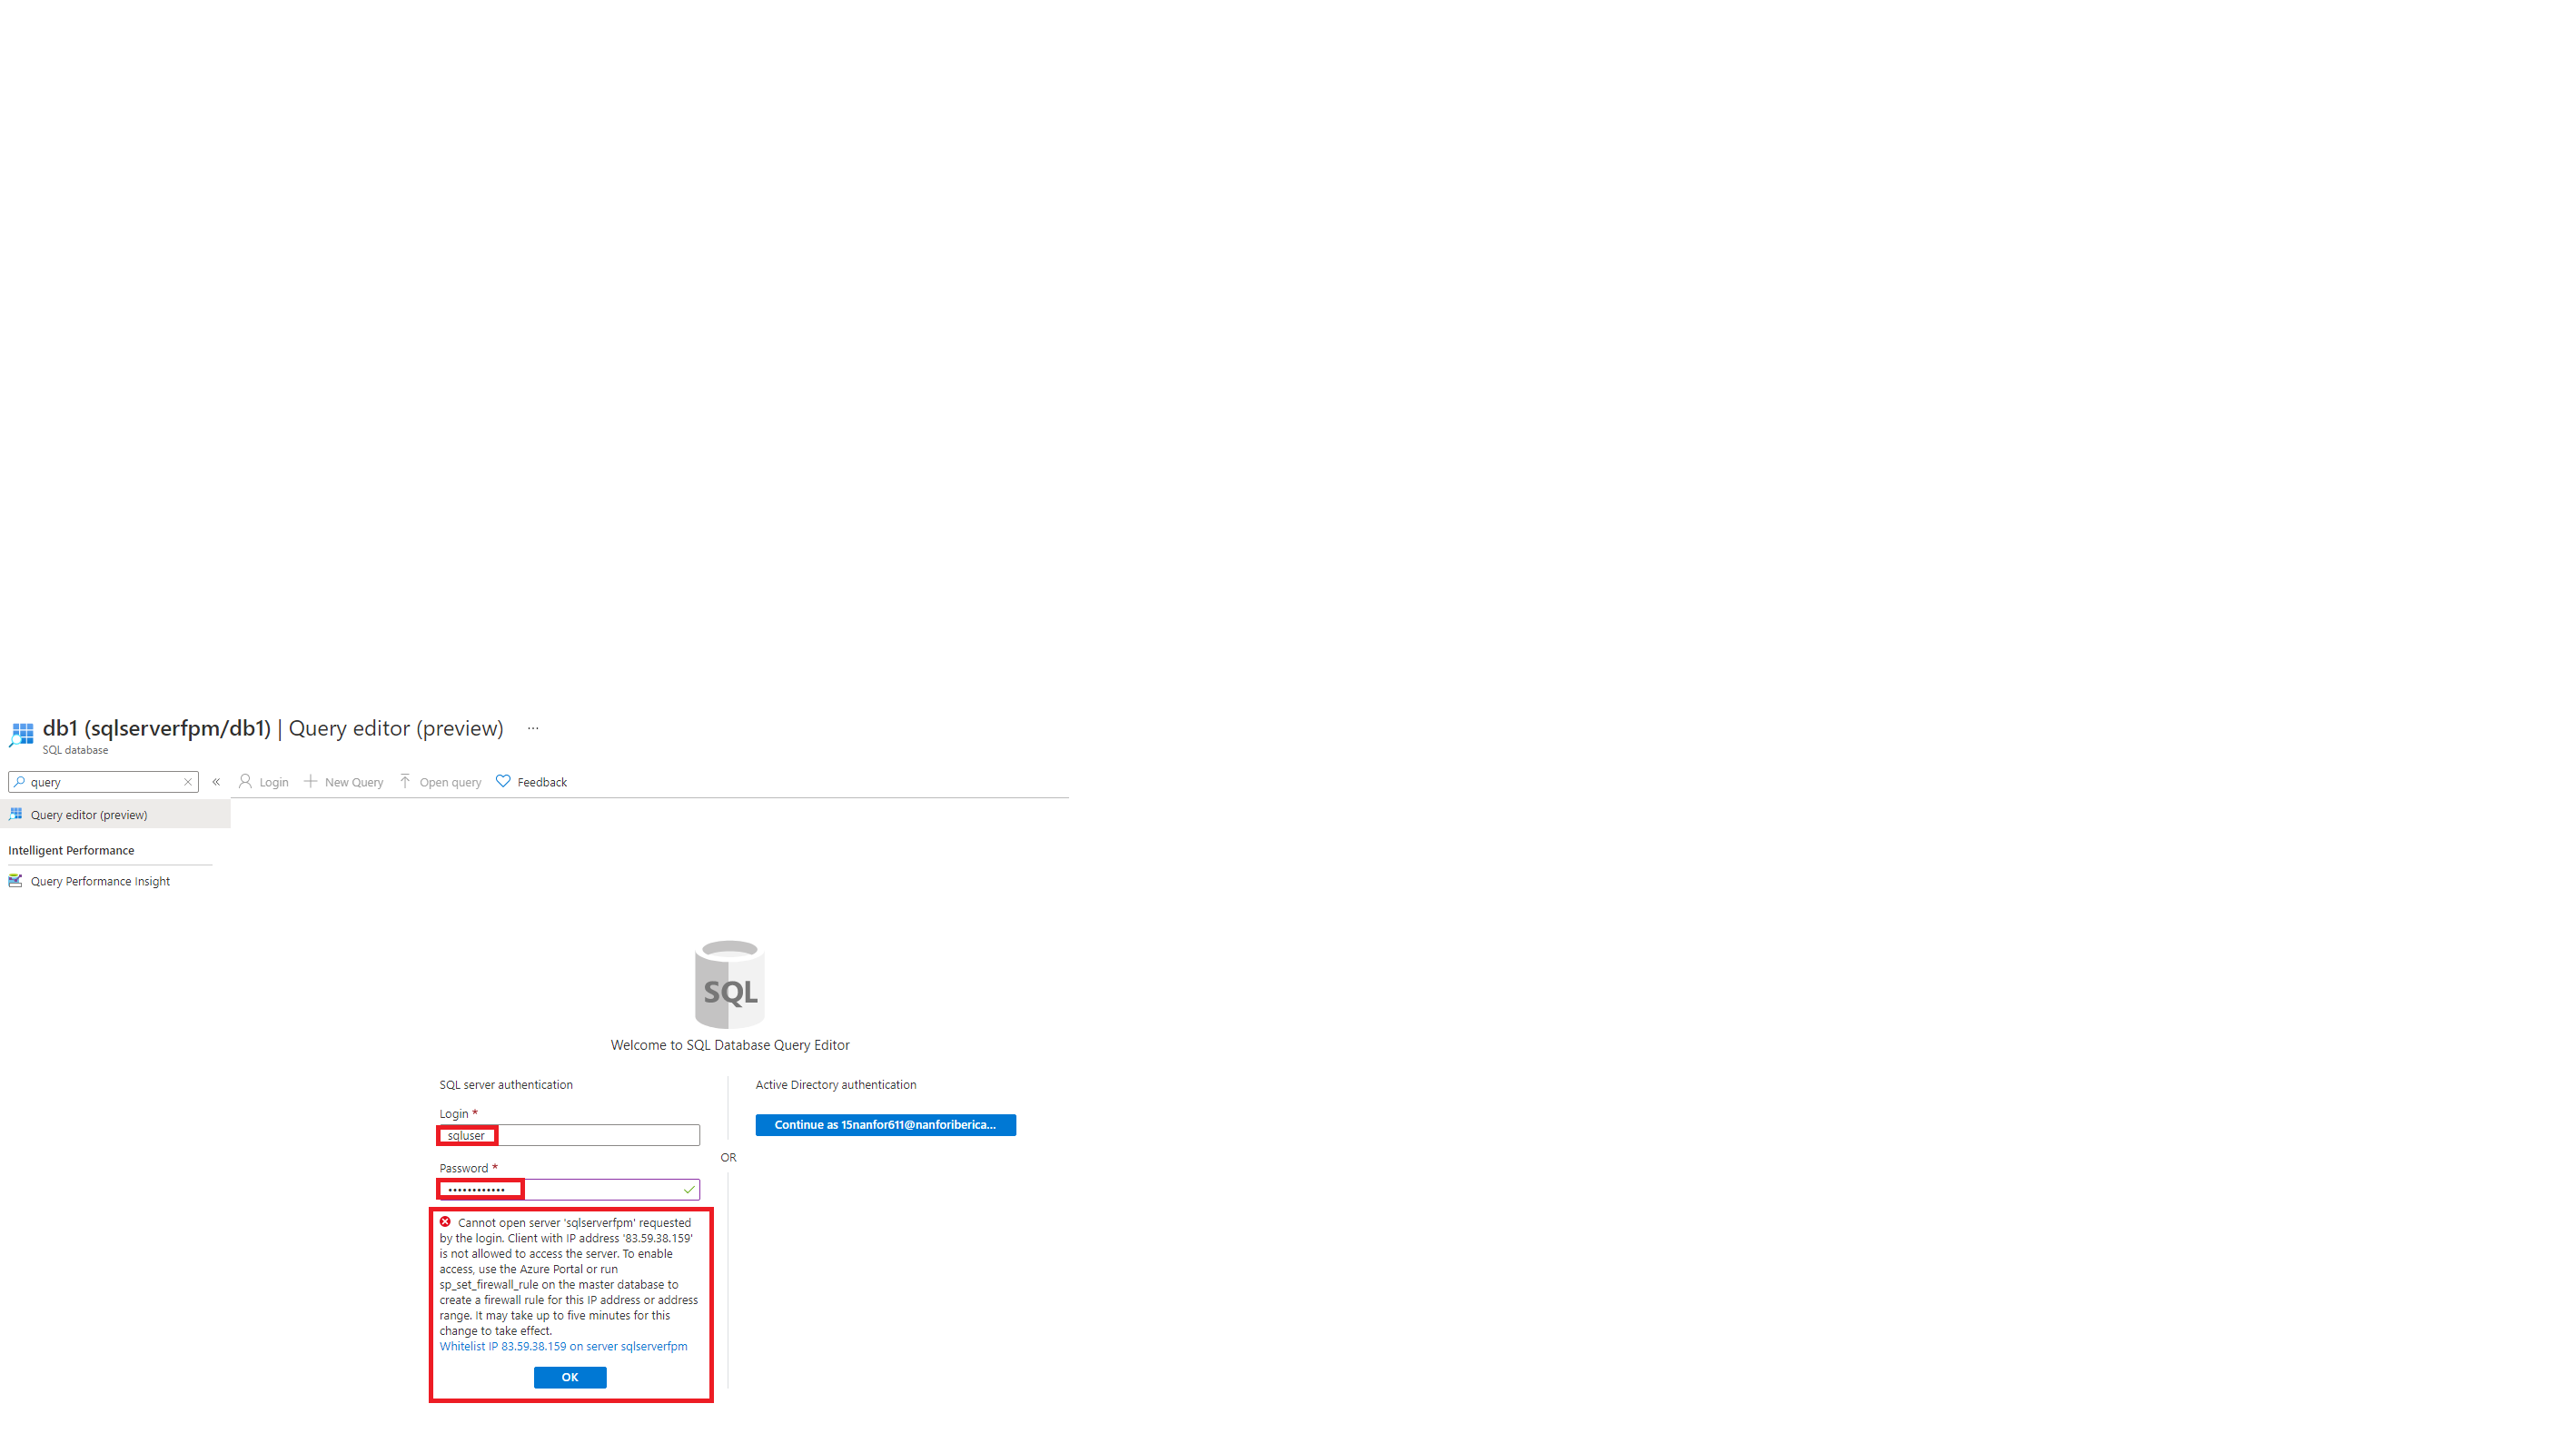 db1 (sqlserverfpm/db1) | Query editor (preview) ...
SQL database
query
Login New Query Open query Feedback
Query editor (preview)
Intelligent Performance
Query Performance Insight
SQL
Welcome to SQL Database Query Editor
SQL server authentication
Login *
sqluser
Password *
••••••••••••
Cannot open server 'sqlserverfpm' requested
by the login. Client with IP address '83.59.38.159'
is not allowed to access the server. To enable
access, use the Azure Portal or run
sp_set_firewall_rule on the master database to
create a firewall rule for this IP address or address
range. It may take up to five minutes for this
change to take effect.
Whitelist IP 83.59.38.159 on server sqlserverfpm
OK
OR
Active Directory authentication
Continue as 15nanfor611@nanforiberica...